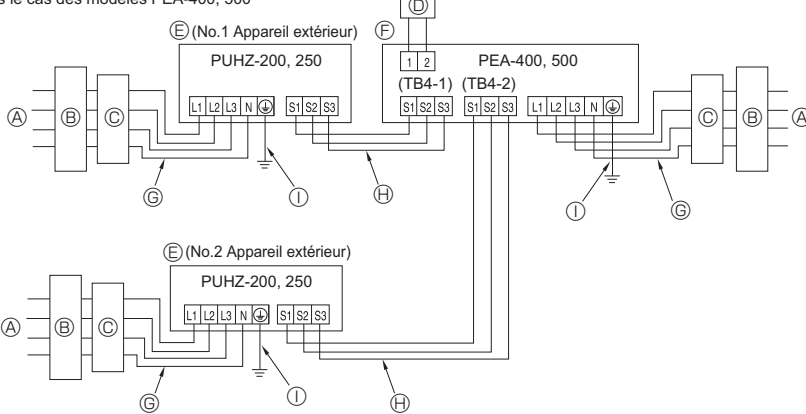 s le cas des modèles PEA-400, 500
Ⓓ
Ⓔ (No.1 Appareil extérieur)
Ⓕ
PUHZ-200, 250
1 2
PEA-400, 500
(TB4-1) (TB4-2)
L1 L2 L3 N ⏚ S1 S2 S3
S1 S2 S3 S1 S2 S3 L1 L2 L3 N ⏚
Ⓐ Ⓑ Ⓒ
Ⓒ Ⓑ Ⓐ
Ⓖ Ⓘ Ⓗ
Ⓘ Ⓖ
Ⓔ (No.2 Appareil extérieur)
PUHZ-200, 250
L1 L2 L3 N ⏚ S1 S2 S3
Ⓐ Ⓑ Ⓒ
Ⓖ Ⓘ Ⓗ